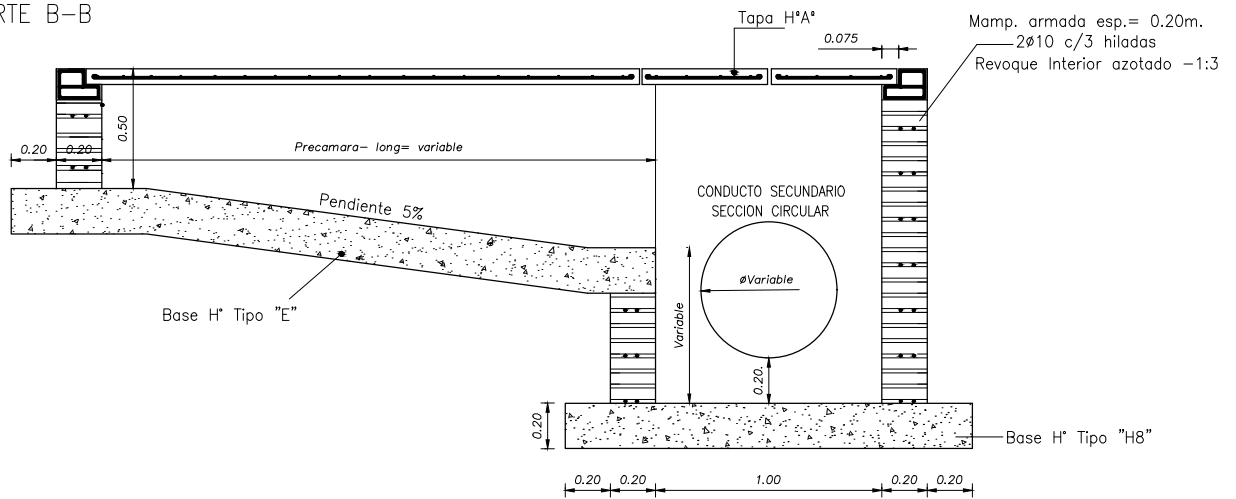 RTE B-B
Tapa H°A°
0.075
Mamp. armada esp.= 0.20m.
2ø10 c/3 hiladas
Revoque Interior azotado -1:3
0.20
0.20
0.50
Precamara- long= variable
Pendiente 5%
CONDUCTO SECUNDARIO
SECCION CIRCULAR
øVariable
Variable
Base H° Tipo "E"
0.20.
0.20
Base H° Tipo "H8"
0.20
0.20
1.00
0.20
0.20